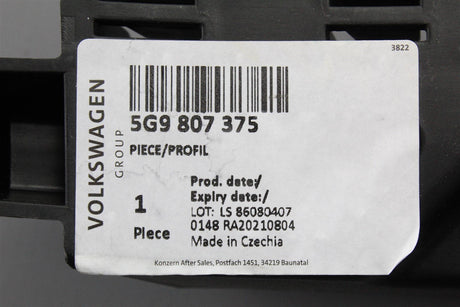 3822
VOLKSWAGEN
GROUP
5G9 807 375
PIECE/PROFIL
1
Piece
Prod. date:/
Expiry date:/
LOT: LS 86080407
0148 RA20210804
Made in Czechia
Konzern After Sales, Postfach 1451, 34219 Baunatal